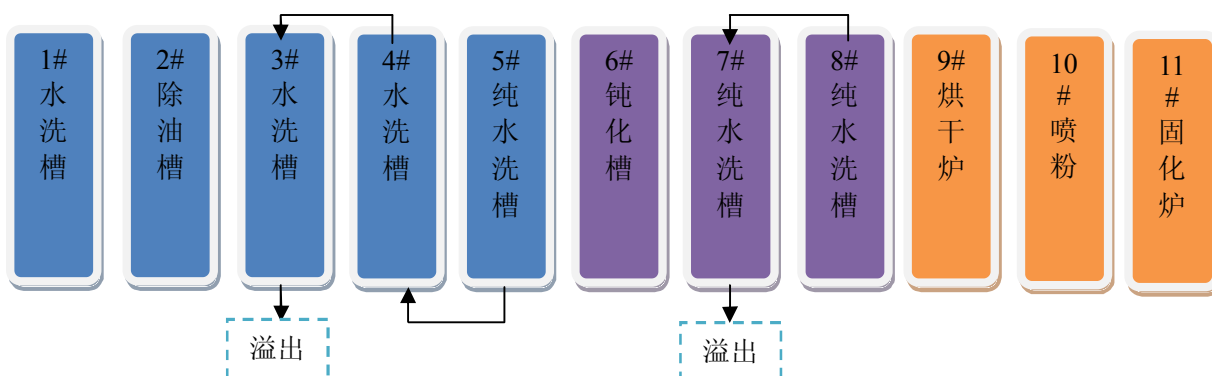 1#水洗槽
2#除油槽
3#水洗槽
4#水洗槽
5#纯水洗槽
6#钝化槽
7#纯水洗槽
8#纯水洗槽
9#烘干炉
10#喷粉
11#固化炉
溢出
溢出